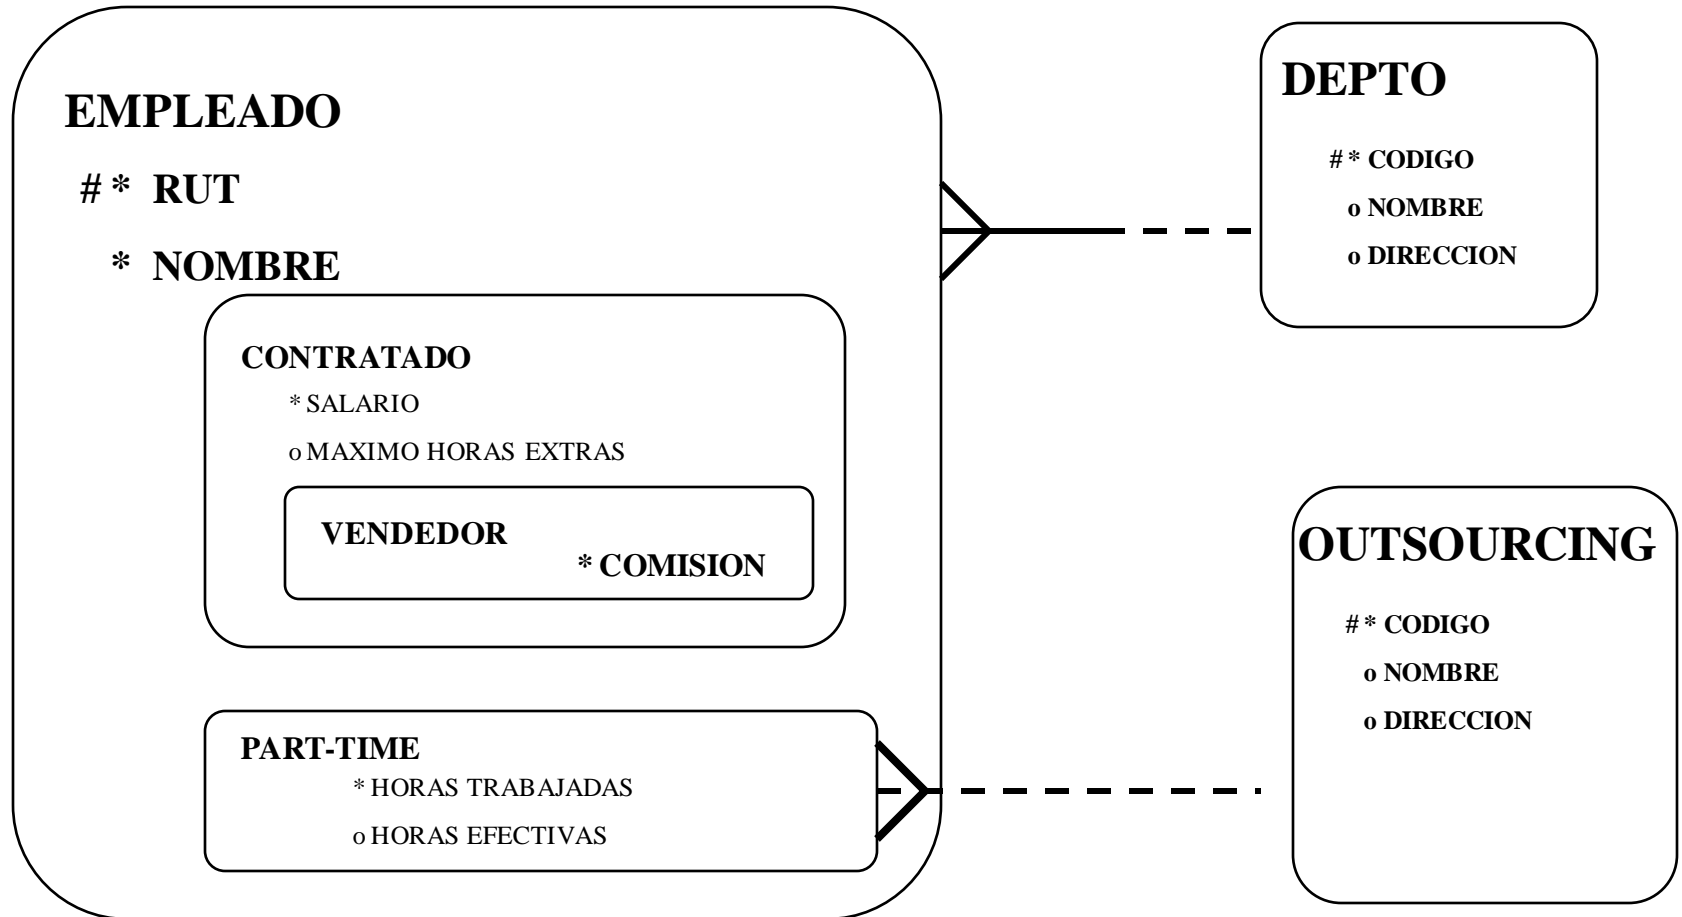 EMPLEADO
# * RUT
* NOMBRE
CONTRATADO
* SALARIO
o MAXIMO HORAS EXTRAS
VENDEDOR
* COMISION
PART-TIME
* HORAS TRABAJADAS
o HORAS EFECTIVAS
DEPTO
# * CODIGO
o NOMBRE
o DIRECCION
OUTSOURCING
# * CODIGO
o NOMBRE
o DIRECCION